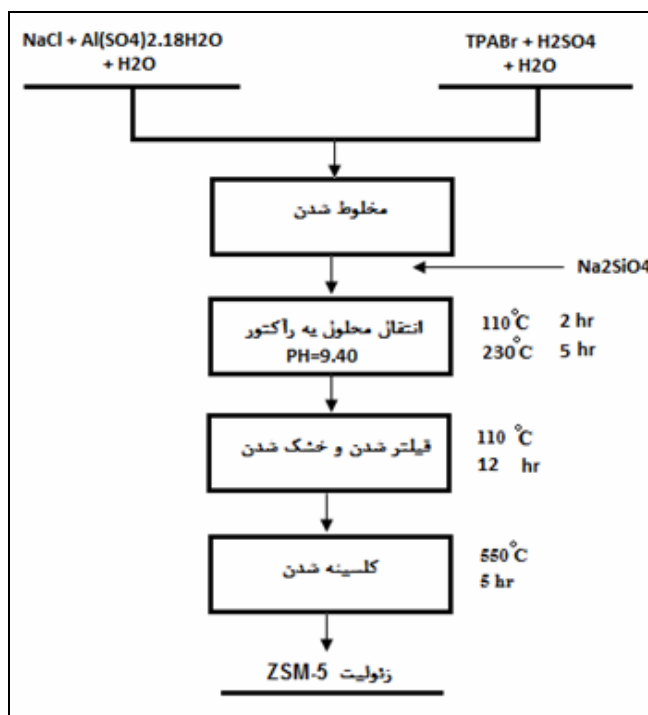 NaCl + Al(SO4)2.18H2O
+ H2O
TPABr + H2SO4
+ H2O
مخلوط شدن
Na2SiO4
انتقال محلول به رآکتور
PH=9.40
110°C 2 hr
230°C 5 hr
فیلتر شدن و خشک شدن
110 °C
12 hr
کلسینه شدن
550°C
5 hr
زئولیت ZSM-5